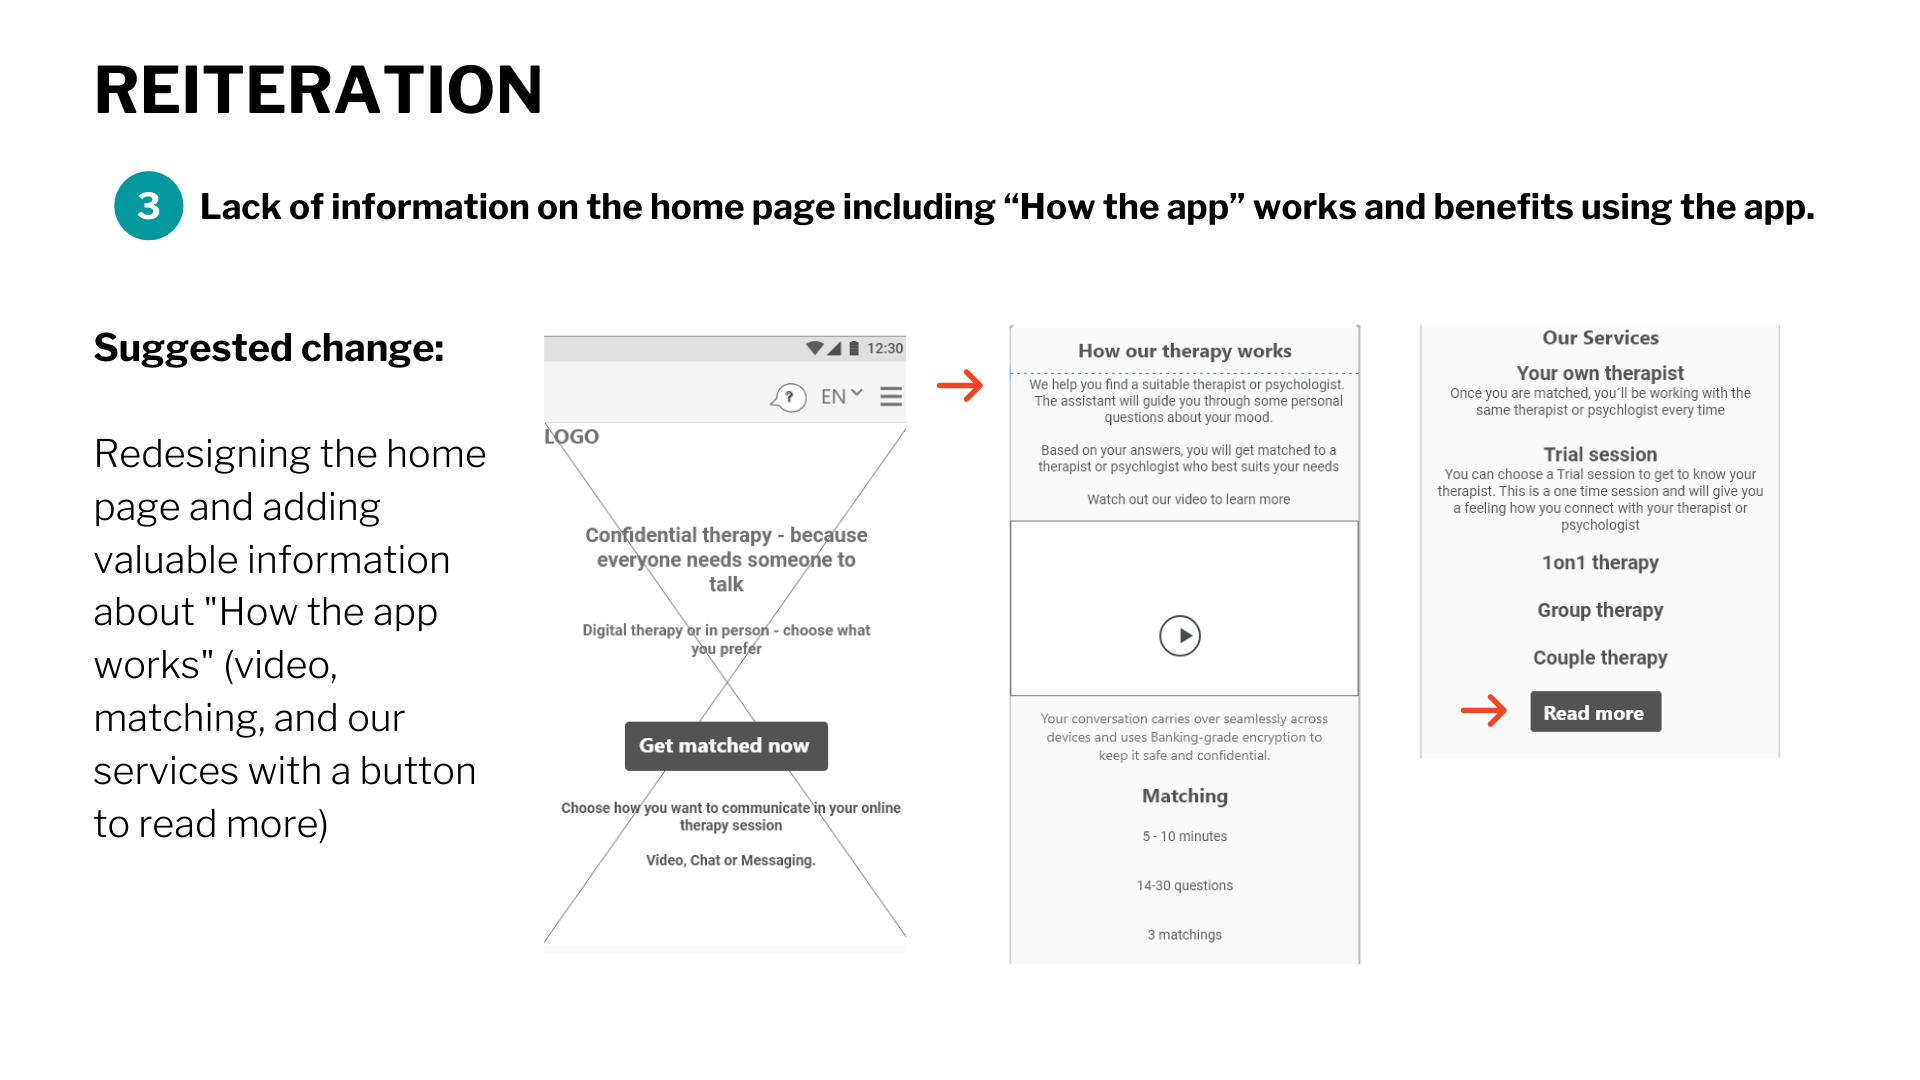 REITERATION
3
Lack of information on the home page including “How the app” works and benefits using the app.
Suggested change:
Redesigning the home
page and adding
valuable information
about "How the app
works" (video,
matching, and our
services with a button
to read more)
12:30
?
EN
LOGO
Confidential therapy - because
everyone needs someone to
talk
Digital therapy or in person - choose what
you prefer
Get matched now
Choose how you want to communicate in your online
therapy session
Video, Chat or Messaging.
How our therapy works
We help you find a suitable therapist or psychologist.
The assistant will guide you through some personal
questions about your mood.
Based on your answers, you will get matched to a
therapist or psychlogist who best suits your needs
Watch out our video to learn more
Your conversation carries over seamlessly across
devices and uses Banking-grade encryption to
keep it safe and confidential.
Matching
5 - 10 minutes
14-30 questions
3 matchings
Our Services
Your own therapist
Once you are matched, you´ll be working with the
same therapist or psychlogist every time
Trial session
You can choose a Trial session to get to know your
therapist. This is a one time session and will give you
a feeling how you connect with your therapist or
psychologist
1on1 therapy
Group therapy
Couple therapy
Read more